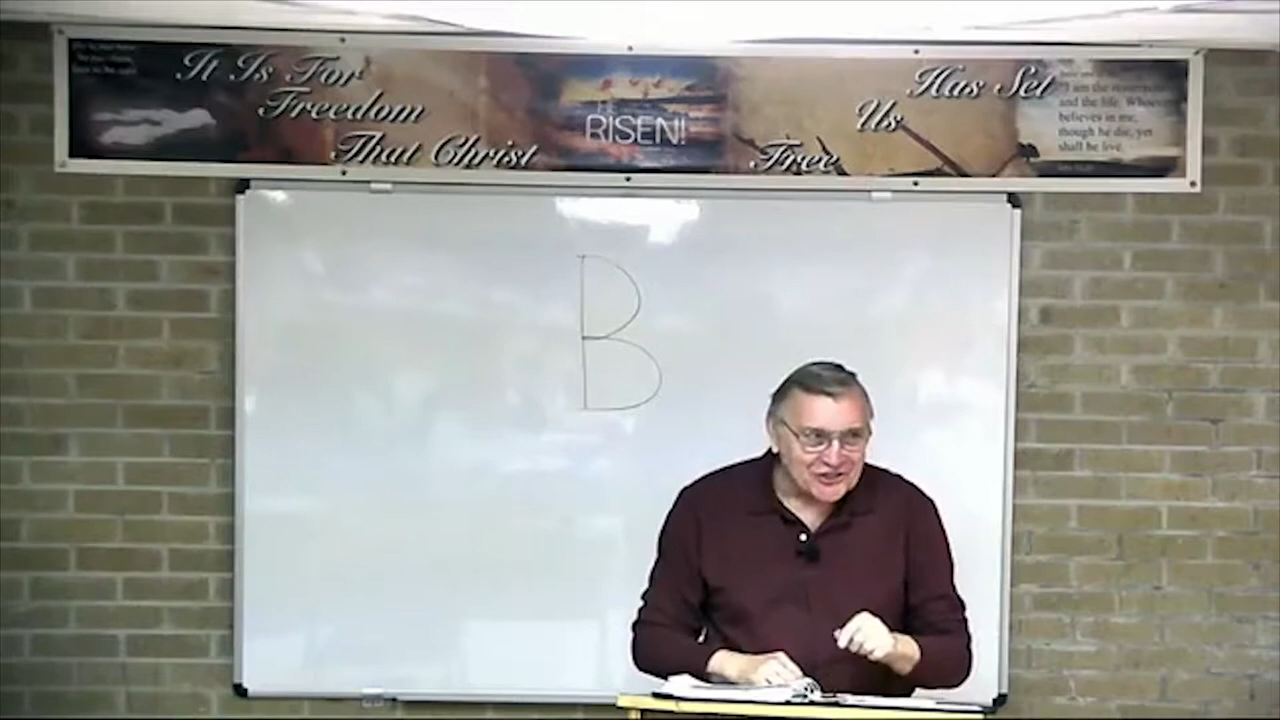 It Is For
Freedom
That Christ
RISEN!
Has Set
Us
Free
"I am the resurrection
and the life. Whoever
believes in me,
though he die, yet
shall he live.
B